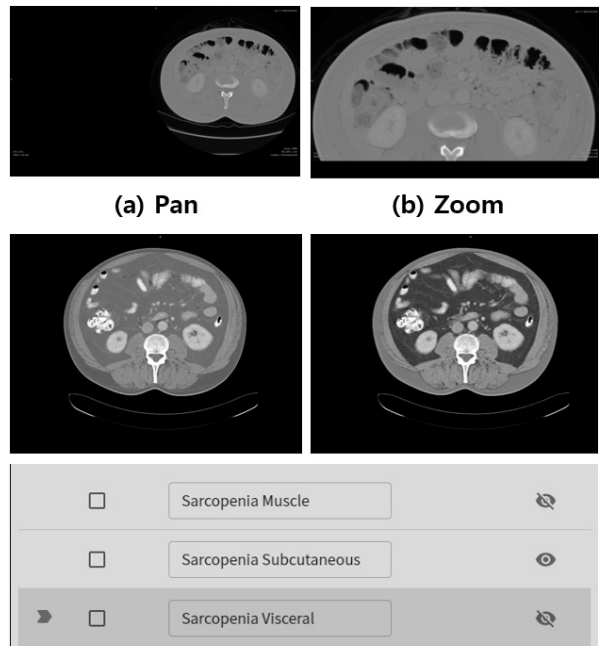 (a) Pan
(b) Zoom
Sarcopenia Muscle
Sarcopenia Subcutaneous
Sarcopenia Visceral